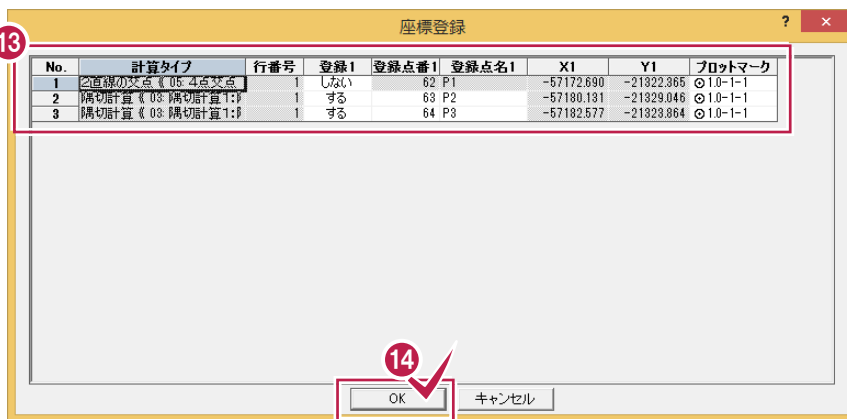 座標登録
? ×
13
No. 計算タイプ 行番号 登録1 登録点番1 登録点名1 X1 Y1 プロットマーク
1 2直線の交点《 05: 4点交点 1 しない 62 P1 -57172.690 -21322.365 1.0-1-1
2 隅切計算《 03: 隅切計算1: 1 する 63 P2 -57180.131 -21329.046 1.0-1-1
3 隅切計算《 03: 隅切計算1: 1 する 64 P3 -57182.577 -21323.864 1.0-1-1
14
OK キャンセル